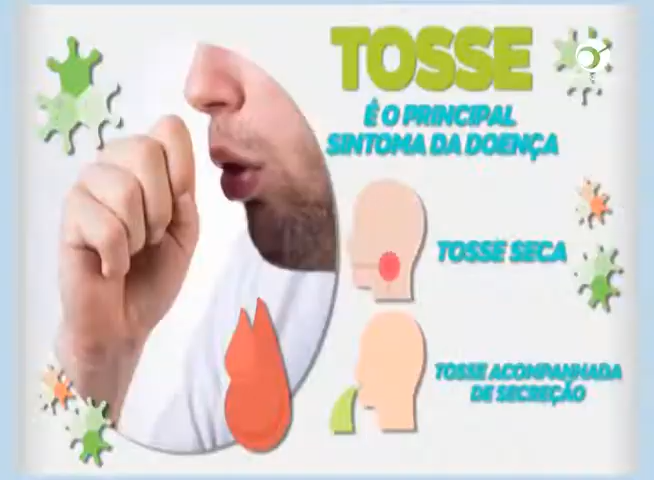 TOSSE
É O PRINCIPAL
SINTOMA DA DOENÇA
TOSSE SECA
TOSSE ACOMPANHADA
DE SECREÇÃO